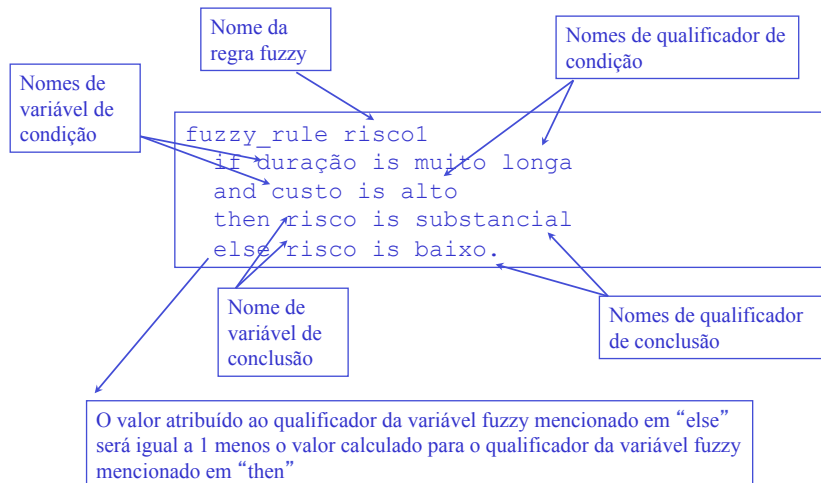 Nome da
regra fuzzy
Nomes de qualificador de
condição
Nomes de
variável de
condição
fuzzy_rule risco1
if duração is muito longa
and custo is alto
then risco is substancial
else risco is baixo.
Nome de
variável de
conclusão
Nomes de qualificador
de conclusão
O valor atribuído ao qualificador da variável fuzzy mencionado em “else”
será igual a 1 menos o valor calculado para o qualificador da variável fuzzy
mencionado em “then”